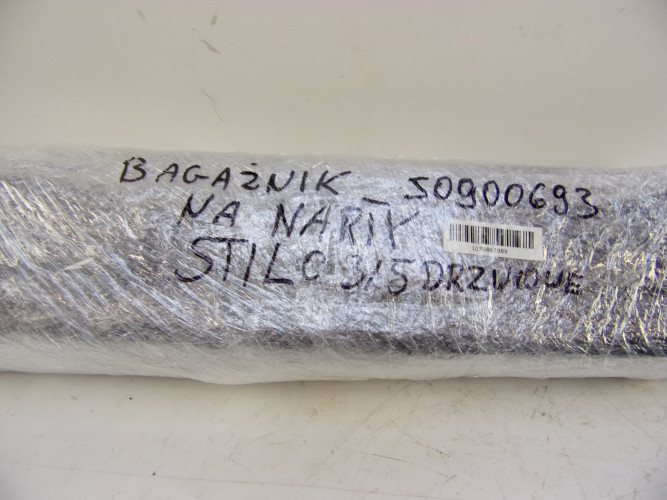 BAGAŻNIK 50900693
NA NARTY
STILO 3/5 DRZWIOWE